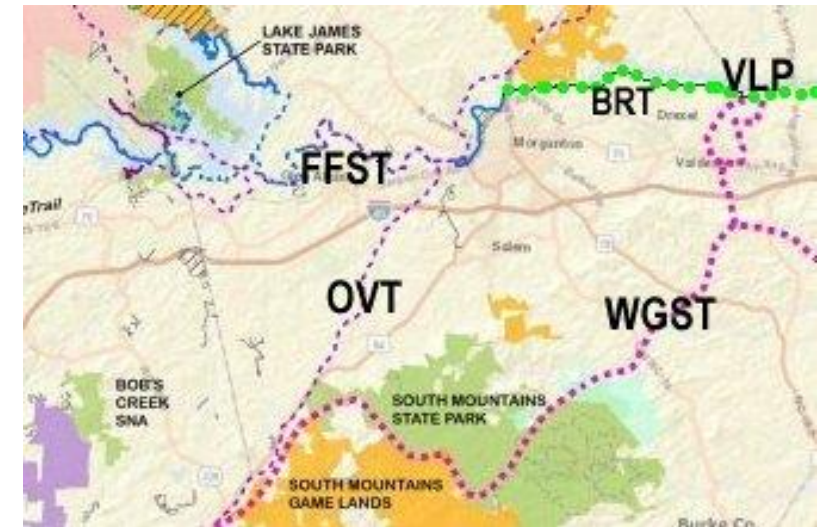 LAKE JAMES
STATE PARK
VLP
BRT
Drexel
Morganton
FFST
Trail
Salem
OVT
WGST
BOB'S
CREEK
SNA
SOUTH MOUNTAINS
STATE PARK
SOUTH MOUNTAINS
GAME LANDS
Burke Co